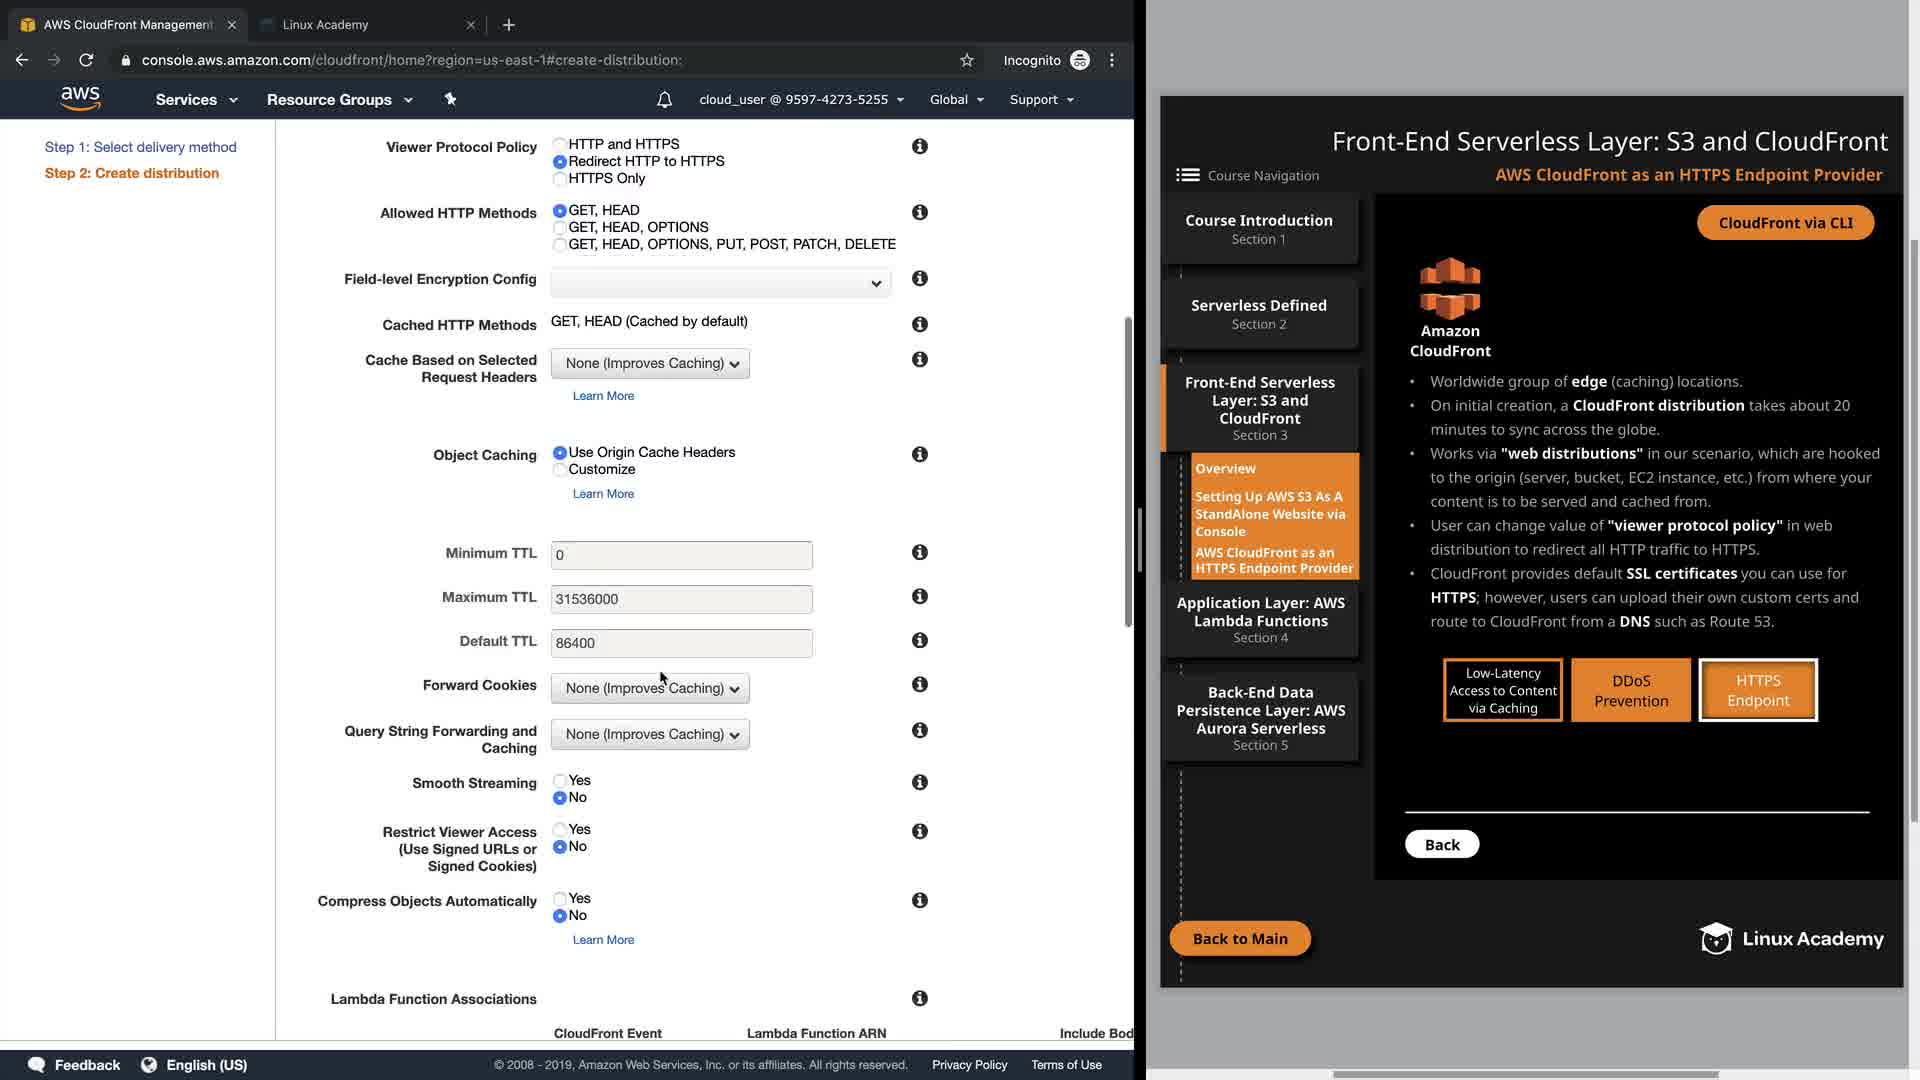 AWS CloudFront Management
Linux Academy
console.aws.amazon.com/cloudfront/home?region=us-east-1#create-distribution:
Incognito
aws
Services
Resource Groups
cloud_user @ 9597-4273-5255
Global
Support
Step 1: Select delivery method
Step 2: Create distribution
Viewer Protocol Policy
HTTP and HTTPS
Redirect HTTP to HTTPS
HTTPS Only
Allowed HTTP Methods
GET, HEAD
GET, HEAD, OPTIONS
GET, HEAD, OPTIONS, PUT, POST, PATCH, DELETE
Field-level Encryption Config
Cached HTTP Methods
GET, HEAD (Cached by default)
Cache Based on Selected
Request Headers
None (Improves Caching)
Learn More
Object Caching
Use Origin Cache Headers
Customize
Learn More
Minimum TTL
0
Maximum TTL
31536000
Default TTL
86400
Forward Cookies
None (Improves Caching)
Query String Forwarding and
Caching
None (Improves Caching)
Smooth Streaming
Yes
No
Restrict Viewer Access
(Use Signed URLs or
Signed Cookies)
Yes
No
Compress Objects Automatically
Yes
No
Learn More
Lambda Function Associations
CloudFront Event
Lambda Function ARN
Include Bod
Feedback
English (US)
© 2008 - 2019, Amazon Web Services, Inc. or its affiliates. All rights reserved.
Privacy Policy
Terms of Use
Front-End Serverless Layer: S3 and CloudFront
Course Navigation
AWS CloudFront as an HTTPS Endpoint Provider
Course Introduction
Section 1
Serverless Defined
Section 2
Front-End Serverless
Layer: S3 and
CloudFront
Section 3
Overview
Setting Up AWS S3 As A
StandAlone Website via
Console
AWS CloudFront as an
HTTPS Endpoint Provider
Application Layer: AWS
Lambda Functions
Section 4
Back-End Data
Persistence Layer: AWS
Aurora Serverless
Section 5
Back to Main
CloudFront via CLI
Amazon
CloudFront
• Worldwide group of edge (caching) locations.
• On initial creation, a CloudFront distribution takes about 20
minutes to sync across the globe.
• Works via "web distributions" in our scenario, which are hooked
to the origin (server, bucket, EC2 instance, etc.) from where your
content is to be served and cached from.
• User can change value of "viewer protocol policy" in web
distribution to redirect all HTTP traffic to HTTPS.
• CloudFront provides default SSL certificates you can use for
HTTPS; however, users can upload their own custom certs and
route to CloudFront from a DNS such as Route 53.
Low-Latency
Access to Content
via Caching
DDoS
Prevention
HTTPS
Endpoint
Back
Linux Academy